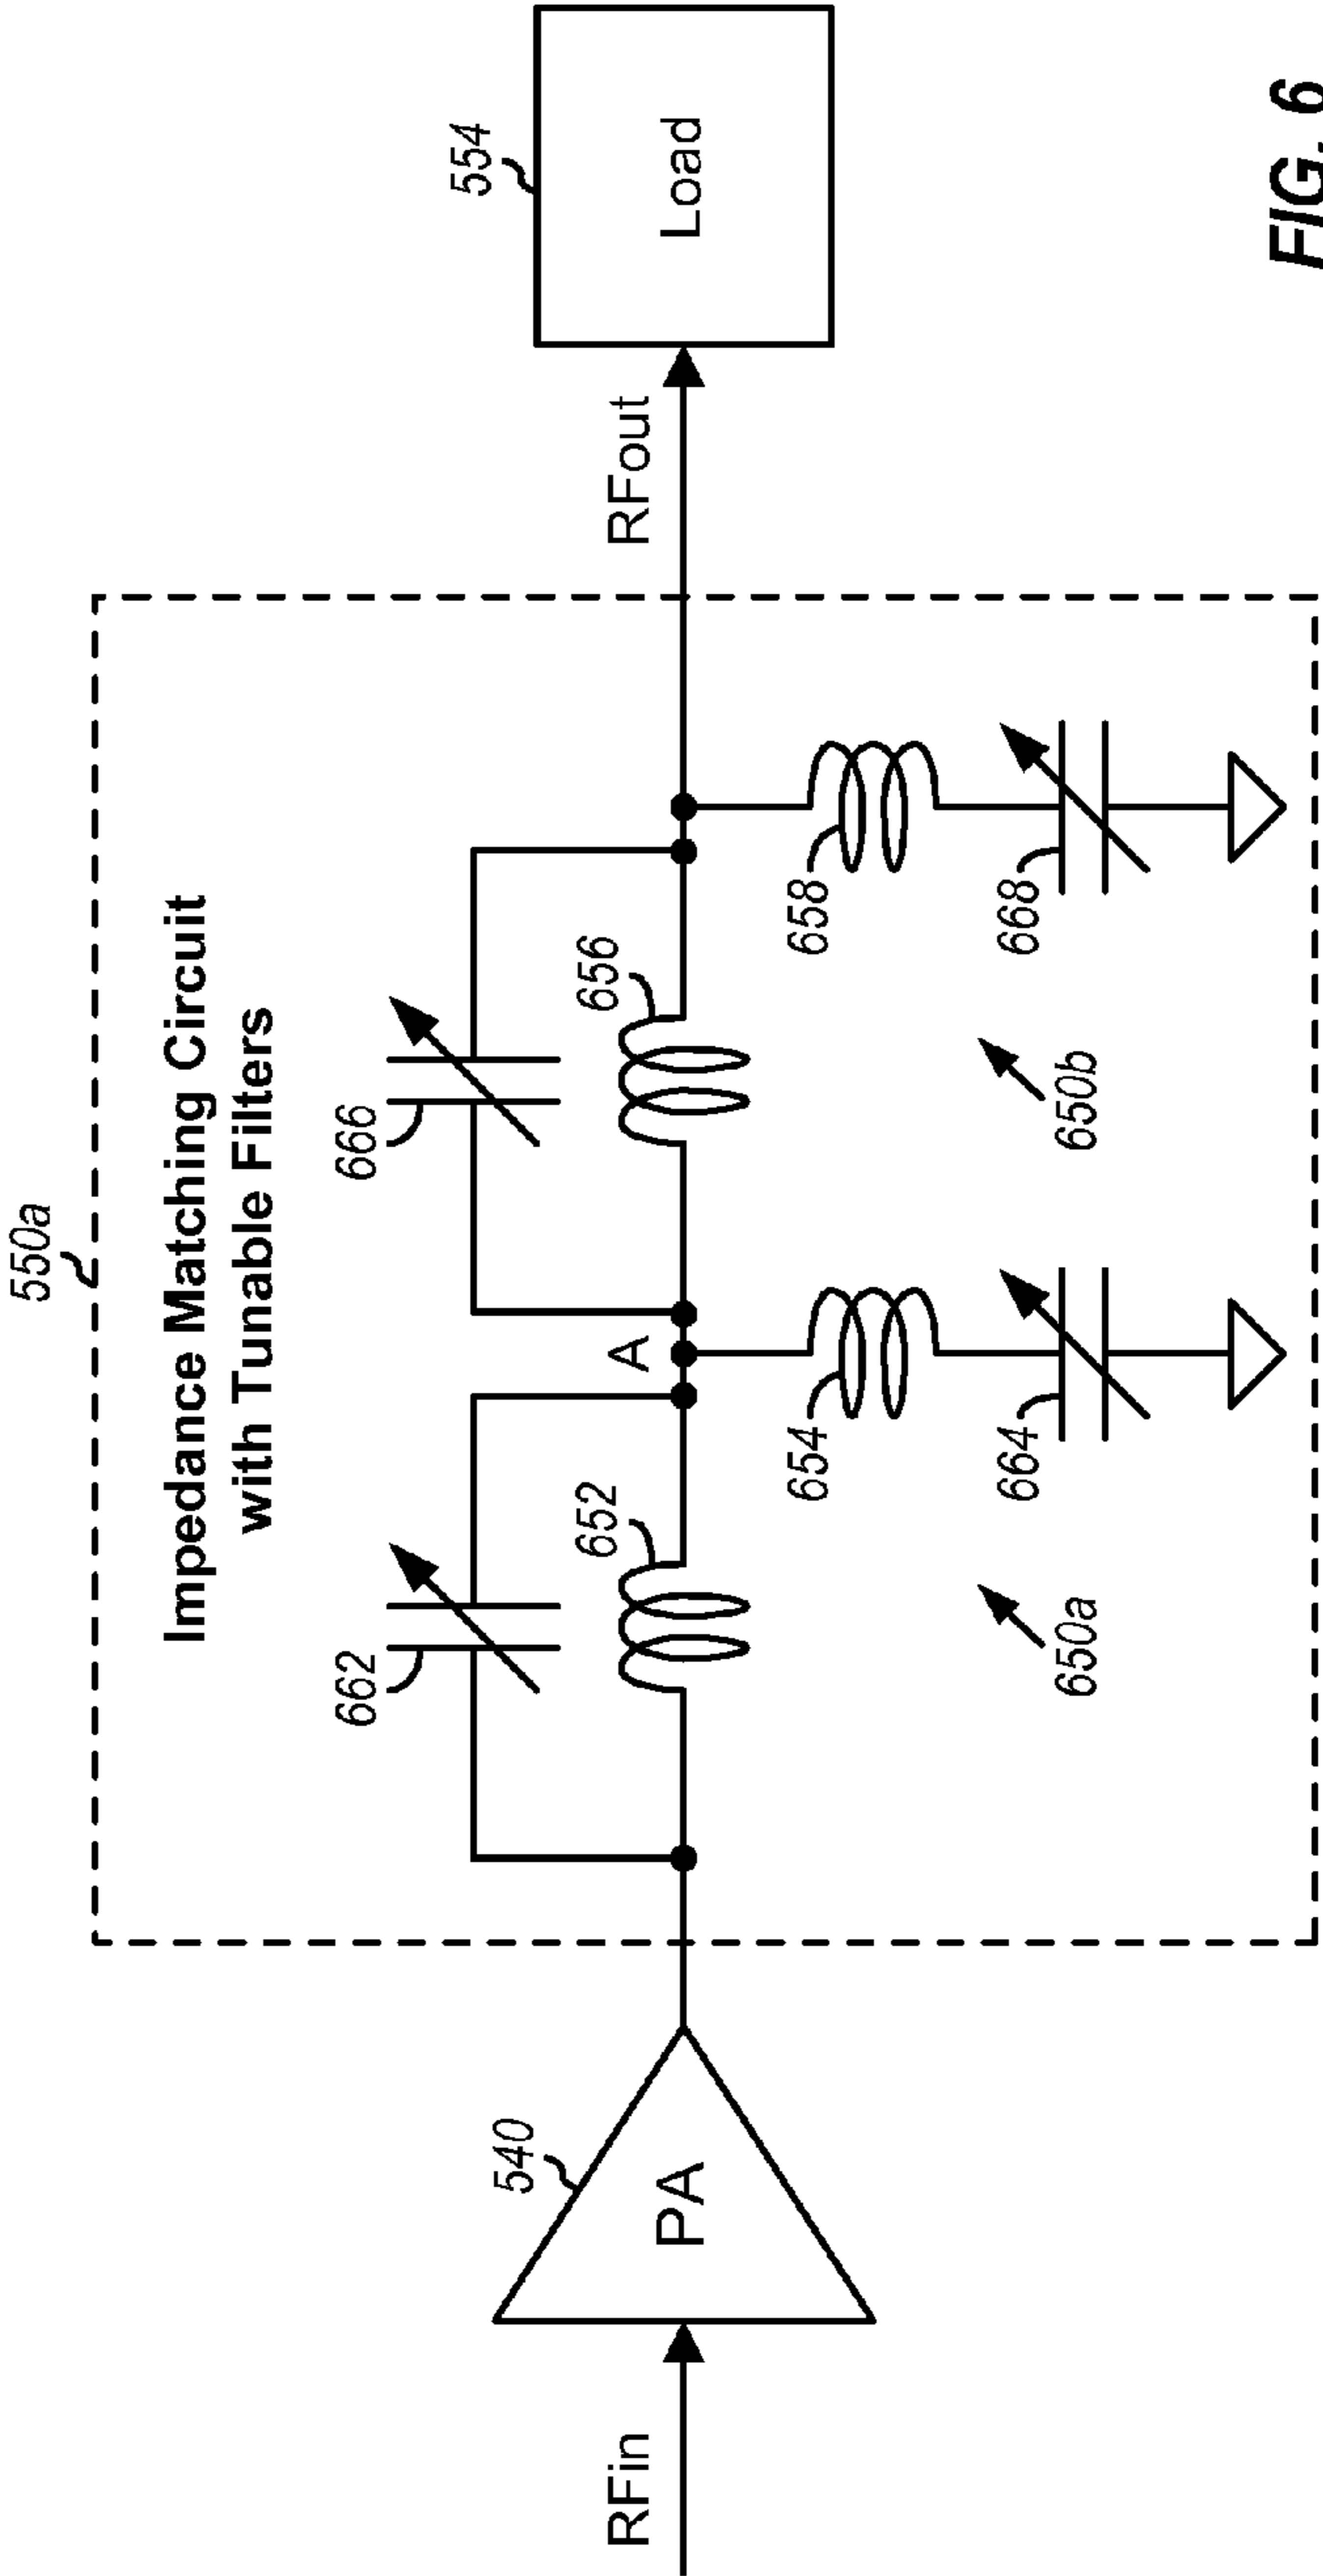 550a
Impedance Matching Circuit
with Tunable Filters
662
666
540
652
656
554
RFin
PA
A
RFout
Load
654
658
664
668
650a
650b
FIG. 6